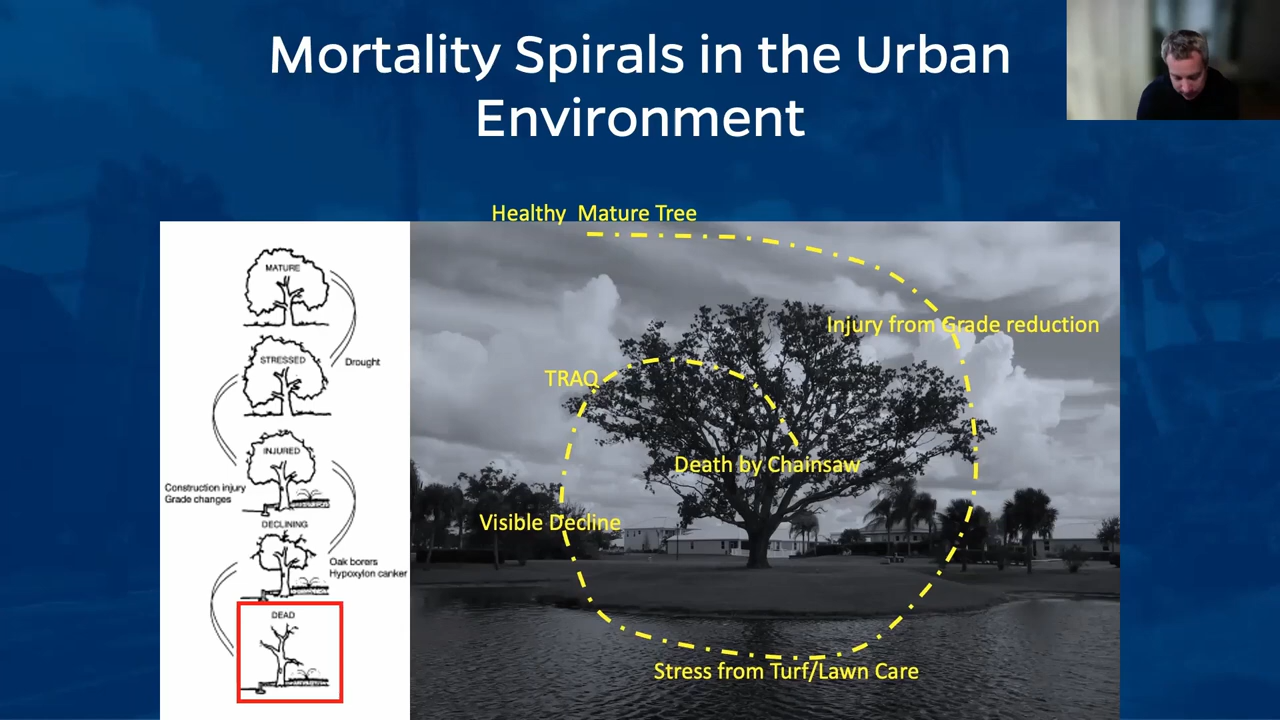 Mortality Spirals in the Urban
Environment
Healthy  Mature Tree
MATURE
Injury from Grade reduction
STRESSED
Drought
TRAQ
INJURED
Death by Chainsaw
Construction injury
Grade changes
DECLINING
Visible Decline
Oak borers
Hypoxylon canker
DEAD
Stress from Turf/Lawn Care